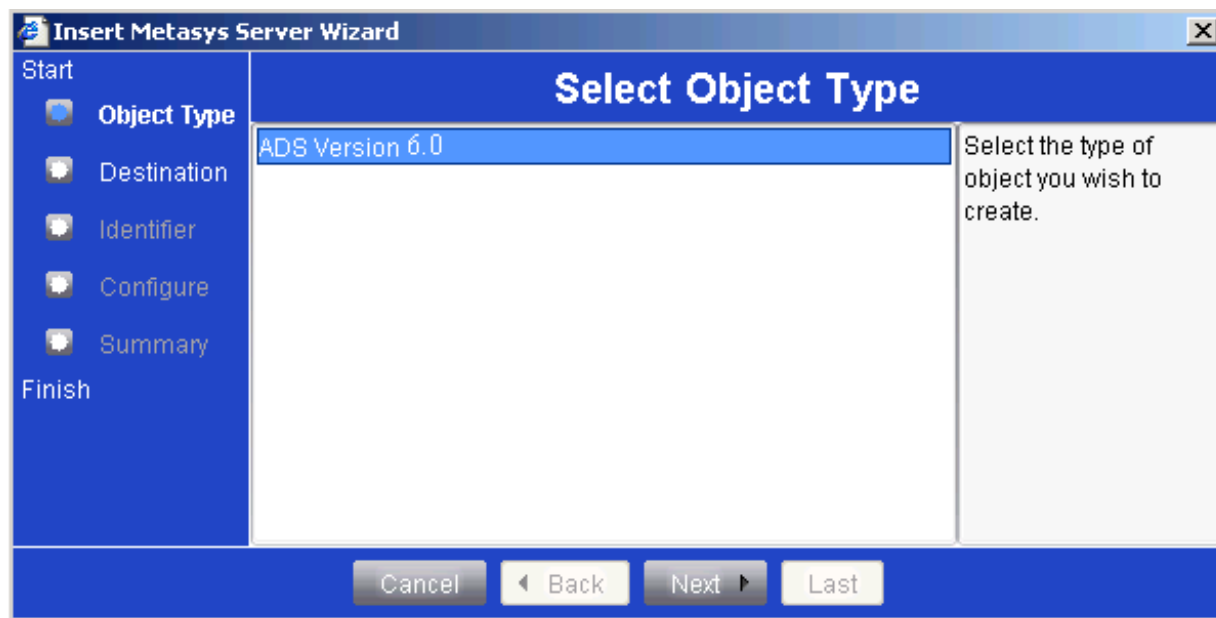 Insert Metasys Server Wizard
Start
Object Type
Destination
Identifier
Configure
Summary
Finish
Select Object Type
ADS Version 6.0
Select the type of
object you wish to
create.
Cancel
Back
Next
Last